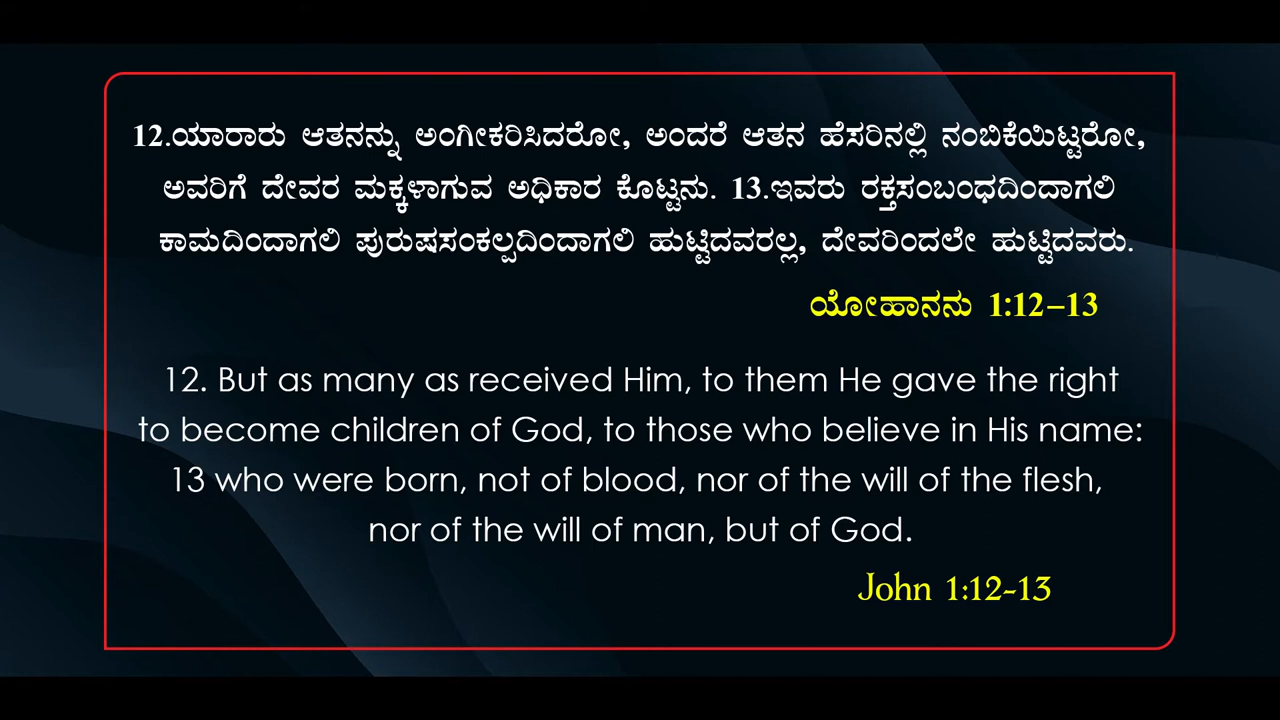 12.ಯಾರಾರು ಆತನನ್ನು ಅಂಗೀಕರಿಸಿದರೋ, ಅಂದರೆ ಆತನ ಹೆಸರಿನಲ್ಲಿ ನಂಬಿಕೆಯಿಟ್ಟರೋ,
ಅವರಿಗೆ ದೇವರ ಮಕ್ಕಳಾಗುವ ಅಧಿಕಾರ ಕೊಟ್ಟನು. 13.ಇವರು ರಕ್ತಸಂಬಂಧದಿಂದಾಗಲಿ
ಕಾಮದಿಂದಾಗಲಿ ಪುರುಷಸಂಕಲ್ಪದಿಂದಾಗಲಿ ಹುಟ್ಟಿದವರಲ್ಲ, ದೇವರಿಂದಲೇ ಹುಟ್ಟಿದವರು.
ಯೋಹಾನನು 1:12–13
12. But as many as received Him, to them He gave the right
to become children of God, to those who believe in His name:
13 who were born, not of blood, nor of the will of the flesh,
nor of the will of man, but of God.
John 1:12-13